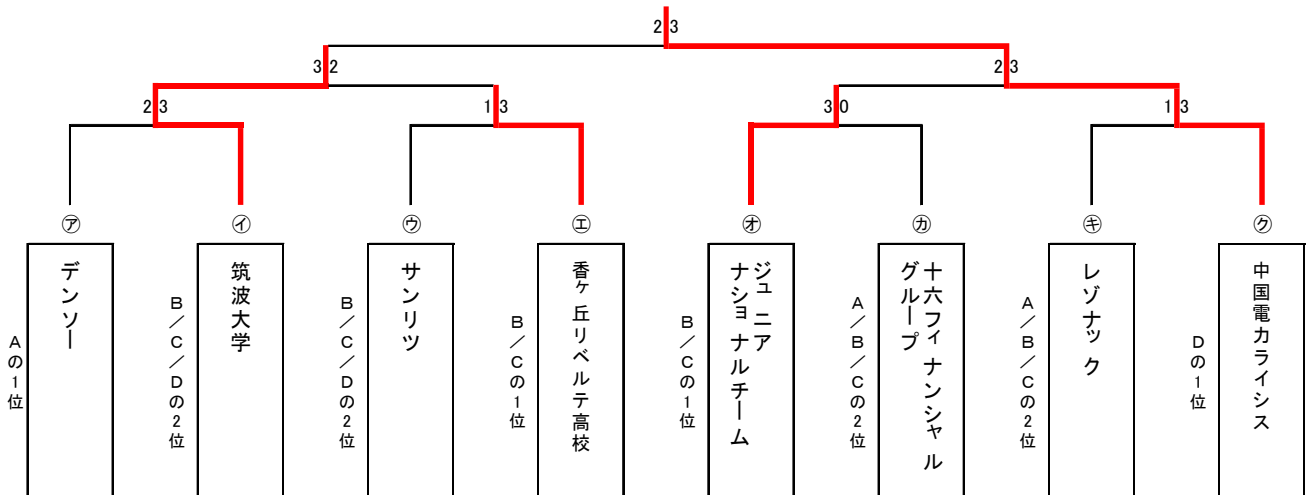 2 3
3 2
2 3
2 3
1 3
3 0
1 3
㋐
㋑
㋒
㋓
㋔
㋕
㋖
㋗
デンソー
Aの1位
筑波大学
B/C/Dの2位
サンリツ
B/C/Dの2位
香ヶ丘リベルテ高校
B/Cの1位
ジュニア
ナショナルチーム
B/Cの1位
十六フィナンシャル
グループ
A/B/Cの2位
レゾナック
A/B/Cの2位
中国電力ライシス
Dの1位